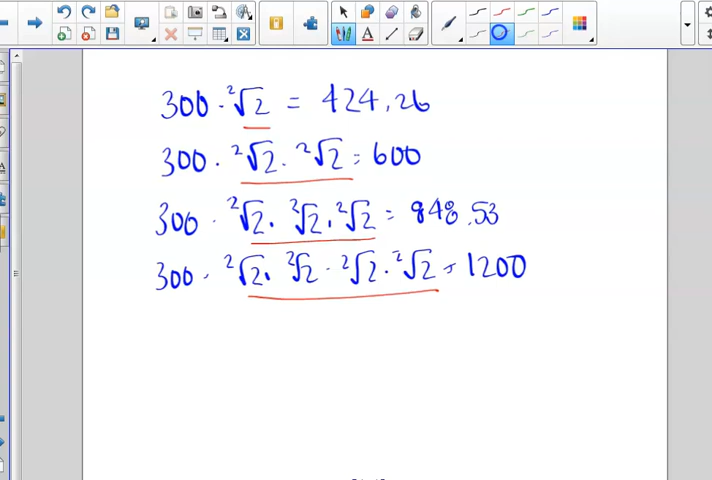 300 · ²√2 = 424,26
300 · ²√2 · ²√2 = 600
300 · ²√2 · ²√2 · ²√2 = 848.53
300 · ²√2 · ²√2 · ²√2 · ²√2 = 1200